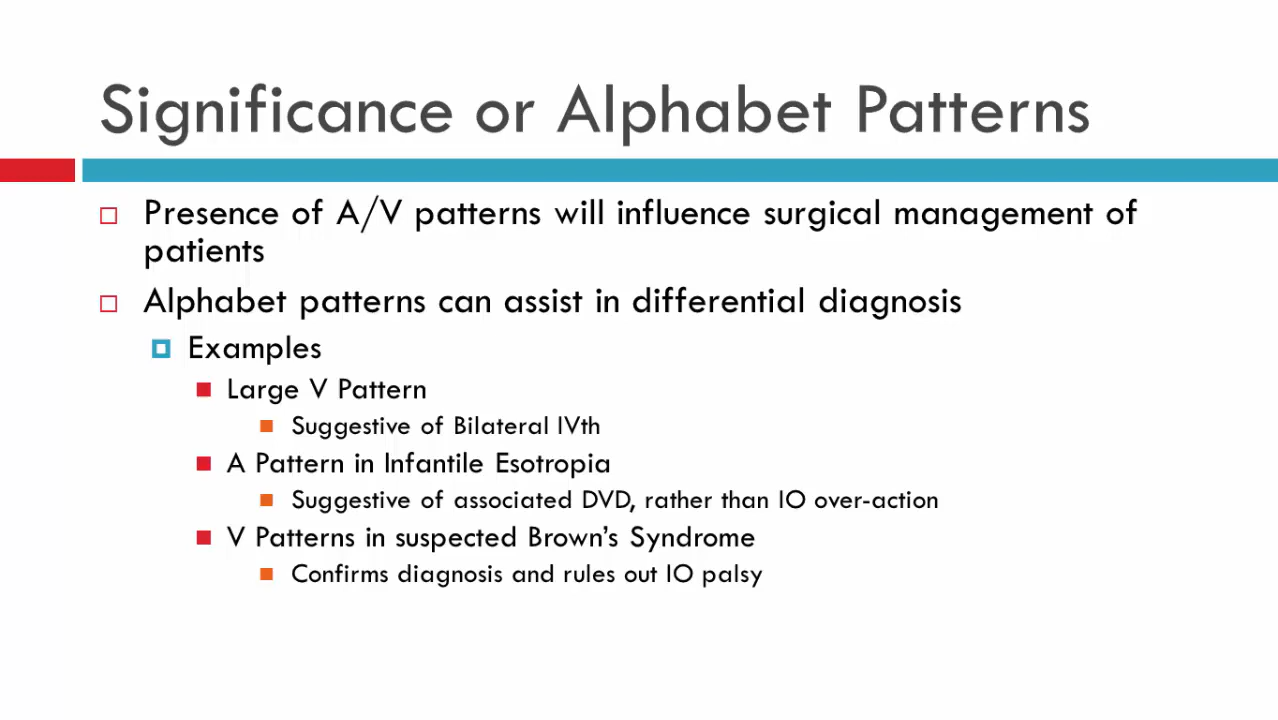 Significance or Alphabet Patterns
Presence of A/V patterns will influence surgical management of
patients
Alphabet patterns can assist in differential diagnosis
Examples
Large V Pattern
Suggestive of Bilateral IVth
A Pattern in Infantile Esotropia
Suggestive of associated DVD, rather than IO over-action
V Patterns in suspected Brown’s Syndrome
Confirms diagnosis and rules out IO palsy